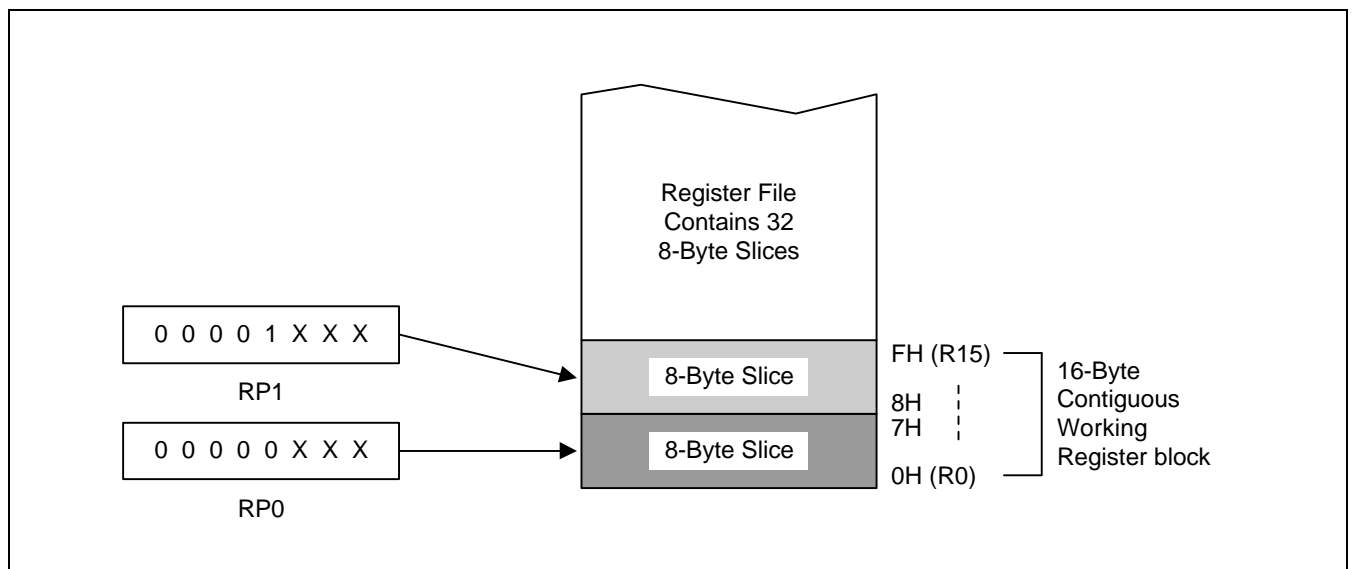 Register File
Contains 32
8-Byte Slices
0 0 0 0 1 X X X
RP1
0 0 0 0 0 X X X
RP0
8-Byte Slice
8-Byte Slice
FH (R15)
8H
7H
0H (R0)
16-Byte
Contiguous
Working
Register block